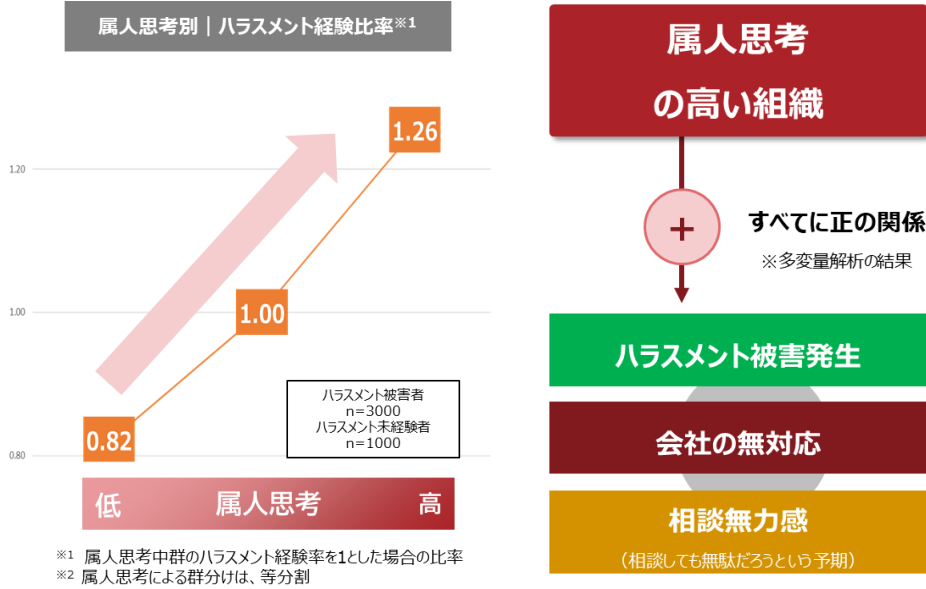 属人思考別｜ハラスメント経験比率※1
1.26
1.20
1.00
1.00
ハラスメント被害者
n=3000
ハラスメント未経験者
n=1000
0.82
0.80
低 属人思考 高
※1 属人思考中群のハラスメント経験率を1とした場合の比率
※2 属人思考による群分けは、等分割
属人思考
の高い組織
+
すべてに正の関係
※多変量解析の結果
ハラスメント被害発生
会社の無対応
相談無力感
（相談しても無駄だろうという予期）